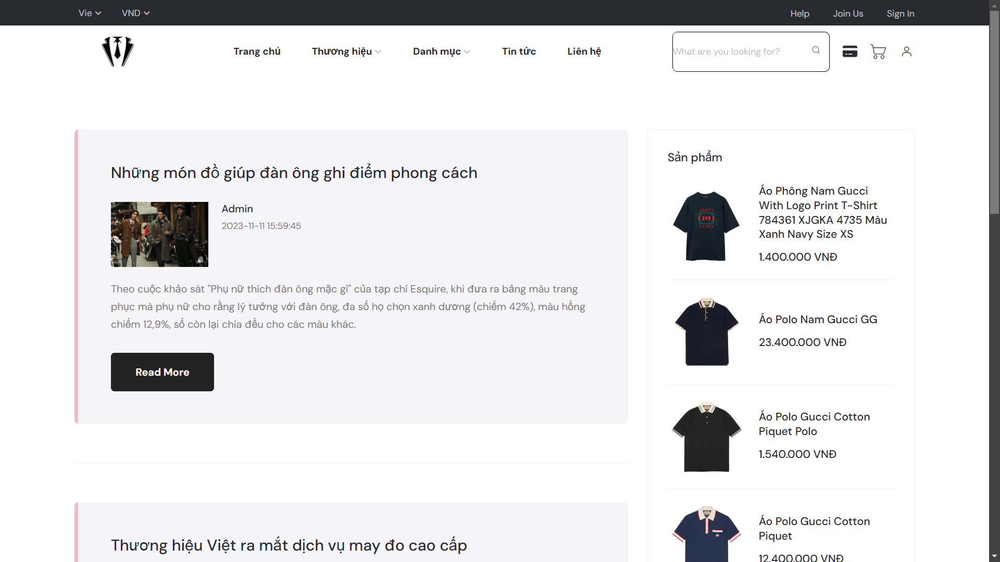 Vie
VND
Help
Join Us
Sign In
Trang chủ
Thương hiệu
Danh mục
Tin tức
Liên hệ
What are you looking for?
Những món đồ giúp đàn ông ghi điểm phong cách
Admin
2023-11-11 15:59:45
Theo cuộc khảo sát "Phụ nữ thích đàn ông mặc gì" của tạp chí Esquire, khi đưa ra bảng màu trang
phục mà phụ nữ cho rằng lý tưởng với đàn ông, đa số họ chọn xanh dương (chiếm 42%), màu hồng
chiếm 12,9%, số còn lại chia đều cho các màu khác.
Read More
Thương hiệu Việt ra mắt dịch vụ may đo cao cấp
Sản phẩm
GUCCI
Áo Phông Nam Gucci
With Logo Print T-Shirt
784361 XJGKA 4735 Màu
Xanh Navy Size XS
1.400.000 VNĐ
Áo Polo Nam Gucci GG
23.400.000 VNĐ
Áo Polo Gucci Cotton
Piquet Polo
1.540.000 VNĐ
Áo Polo Gucci Cotton
Piquet
12.400.000 VNĐ